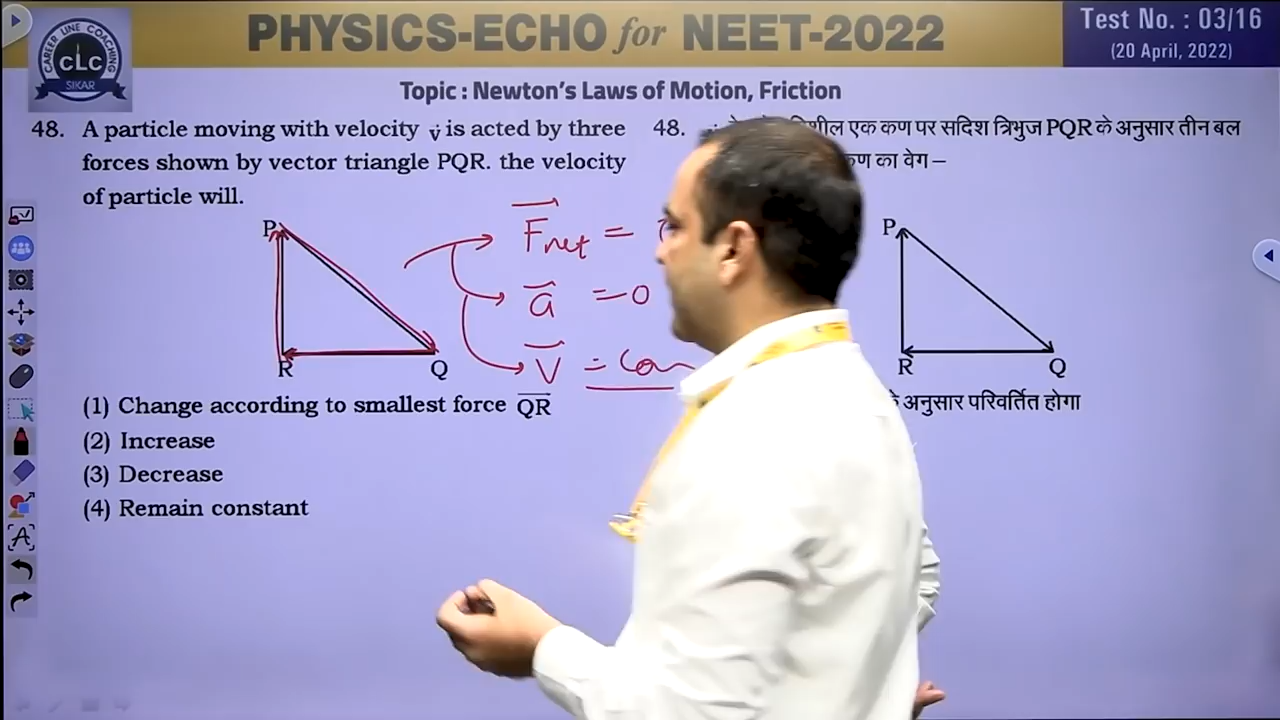 PHYSICS-ECHO for NEET-2022
Test No. : 03/16
(20 April, 2022)
CAREER LINE COACHING
CLC
SIKAR
Topic : Newton's Laws of Motion, Friction
48. A particle moving with velocity v⃗ is acted by three
forces shown by vector triangle PQR. the velocity
of particle will.
P
R
Q
F⃗net =
a⃗ = 0
v⃗ =
(1) Change according to smallest force QR
(2) Increase
(3) Decrease
(4) Remain constant
48. एक कण पर सदिश त्रिभुज PQR के अनुसार तीन बल
का वेग –
P
R
Q
अनुसार परिवर्तित होगा